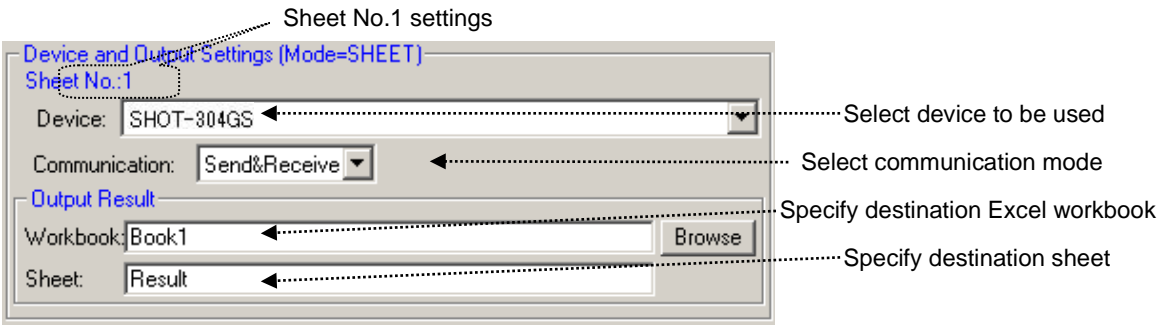 Sheet No.1 settings
Device and Output Settings (Mode=SHEET)
Sheet No.:1
Device: SHOT-304GS
Select device to be used
Communication: Send&Receive
Select communication mode
Output Result
Specify destination Excel workbook
Workbook: Book1 Browse
Specify destination sheet
Sheet: Result